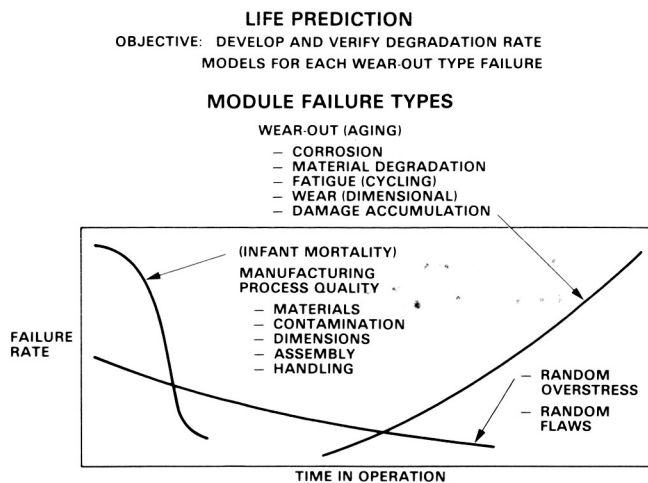 LIFE PREDICTION
OBJECTIVE: DEVELOP AND VERIFY DEGRADATION RATE
MODELS FOR EACH WEAR-OUT TYPE FAILURE
MODULE FAILURE TYPES
WEAR-OUT (AGING)
– CORROSION
– MATERIAL DEGRADATION
– FATIGUE (CYCLING)
– WEAR (DIMENSIONAL)
– DAMAGE ACCUMULATION
(INFANT MORTALITY)
MANUFACTURING
PROCESS QUALITY
– MATERIALS
– CONTAMINATION
– DIMENSIONS
– ASSEMBLY
– HANDLING
FAILURE
RATE
– RANDOM
OVERSTRESS
– RANDOM
FLAWS
TIME IN OPERATION